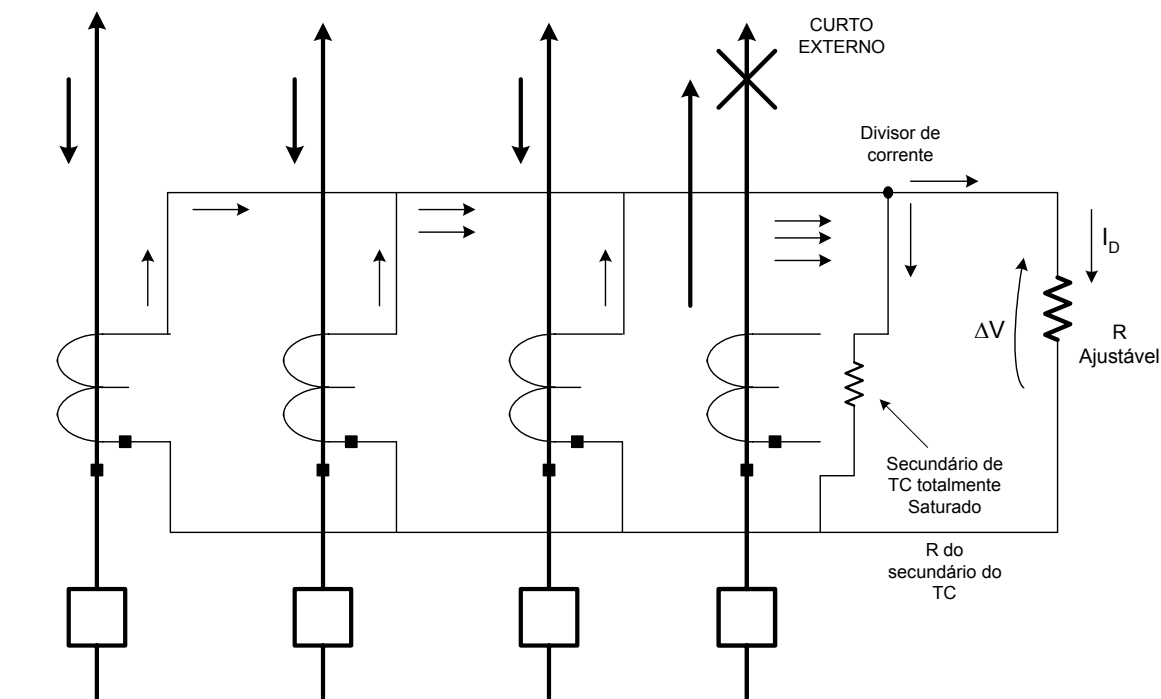 CURTO
EXTERNO
Divisor de
corrente
I_D
ΔV
R
Ajustável
Secundário de
TC totalmente
Saturado
R do
secundário do
TC